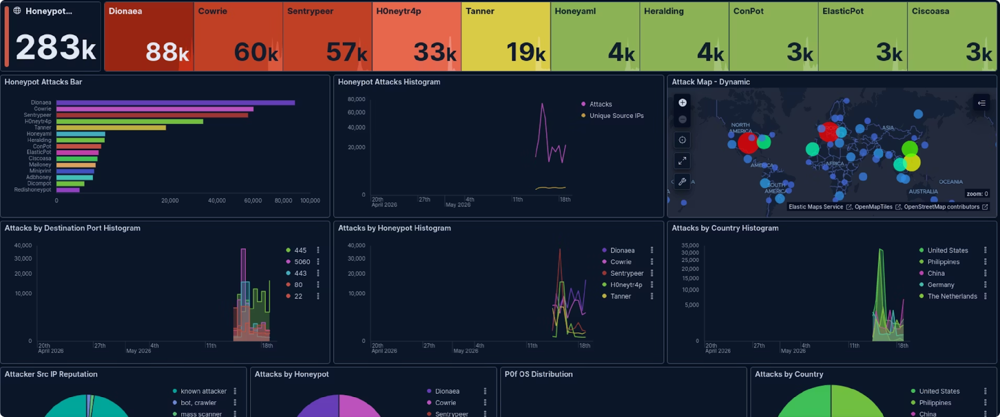 Honeypot...
283k
Dionaea
88k
Cowrie
60k
Sentrypeer
57k
H0neytr4p
33k
Tanner
19k
Honeyaml
4k
Heralding
4k
ConPot
3k
ElasticPot
3k
Ciscoasa
3k
Honeypot Attacks Bar
Dionaea
Cowrie
Sentrypeer
H0neytr4p
Tanner
Honeyaml
Heralding
ConPot
ElasticPot
Ciscoasa
Mailoney
Miniprint
Adbhoney
Dicompot
Redishoneypot
0 20,000 40,000 60,000 80,000 100,000
Honeypot Attacks Histogram
80,000
60,000
40,000
20,000
0
20th 27th 4th 11th 18th
April 2026 May 2026
Attacks
Unique Source IPs
Attack Map - Dynamic
NORTH
AMERICA
ASIA
AFRICA
SOUTH
AMERICA
OCEANIA
AUSTRALIA
zoom: 0
Elastic Maps Service, OpenMapTiles, OpenStreetMap contributors
Attacks by Destination Port Histogram
40,000
30,000
20,000
10,000
0
20th 27th 4th 11th 18th
April 2026 May 2026
445
5060
443
80
22
Attacks by Honeypot Histogram
40,000
30,000
20,000
10,000
0
20th 27th 4th 11th 18th
April 2026 May 2026
Dionaea
Cowrie
Sentrypeer
H0neytr4p
Tanner
Attacks by Country Histogram
35,000
30,000
25,000
20,000
15,000
10,000
5,000
0
20th 27th 4th 11th 18th
April 2026 May 2026
United States
Philippines
China
Germany
The Netherlands
Attacker Src IP Reputation
known attacker
bot, crawler
mass scanner
Attacks by Honeypot
Dionaea
Cowrie
Sentrypeer
P0f OS Distribution
Attacks by Country
United States
Philippines
China